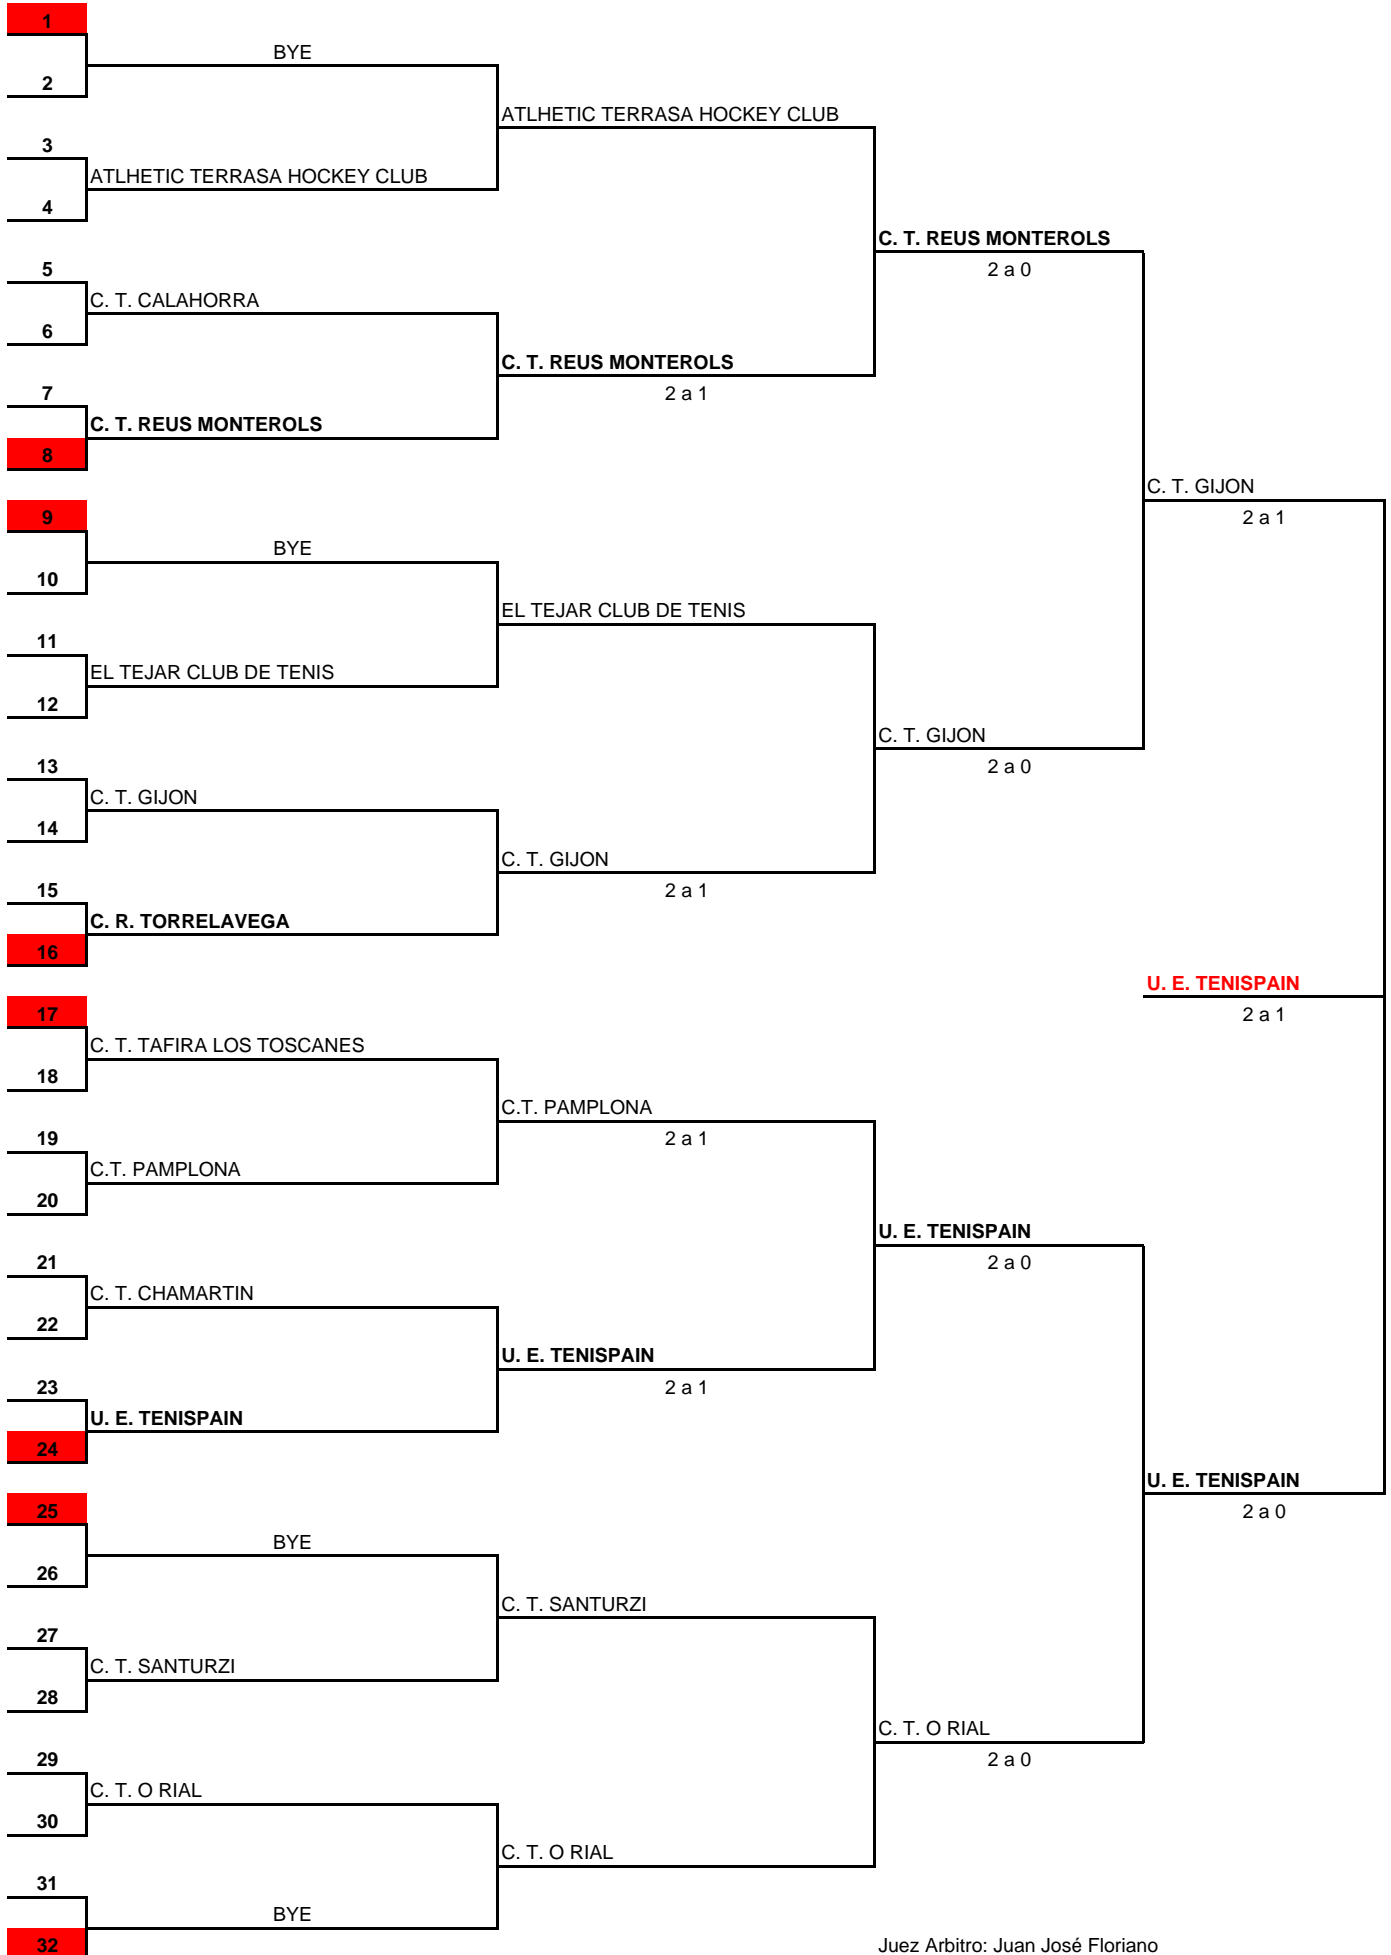 1
BYE
2
ATLHETIC TERRASA HOCKEY CLUB
3
ATLHETIC TERRASA HOCKEY CLUB
4
C. T. REUS MONTEROLS
5
2 a 0
C. T. CALAHORRA
6
C. T. REUS MONTEROLS
7
2 a 1
C. T. REUS MONTEROLS
8
C. T. GIJON
9
2 a 1
BYE
10
EL TEJAR CLUB DE TENIS
11
EL TEJAR CLUB DE TENIS
12
C. T. GIJON
13
2 a 0
C. T. GIJON
14
C. T. GIJON
15
2 a 1
C. R. TORRELAVEGA
16
U. E. TENISPAIN
17
2 a 1
C. T. TAFIRA LOS TOSCANES
18
C.T. PAMPLONA
19
2 a 1
C.T. PAMPLONA
20
U. E. TENISPAIN
21
2 a 0
C. T. CHAMARTIN
22
U. E. TENISPAIN
23
2 a 1
U. E. TENISPAIN
24
U. E. TENISPAIN
25
2 a 0
BYE
26
C. T. SANTURZI
27
C. T. SANTURZI
28
C. T. O RIAL
29
2 a 0
C. T. O RIAL
30
C. T. O RIAL
31
BYE
32
Juez Arbitro: Juan José Floriano